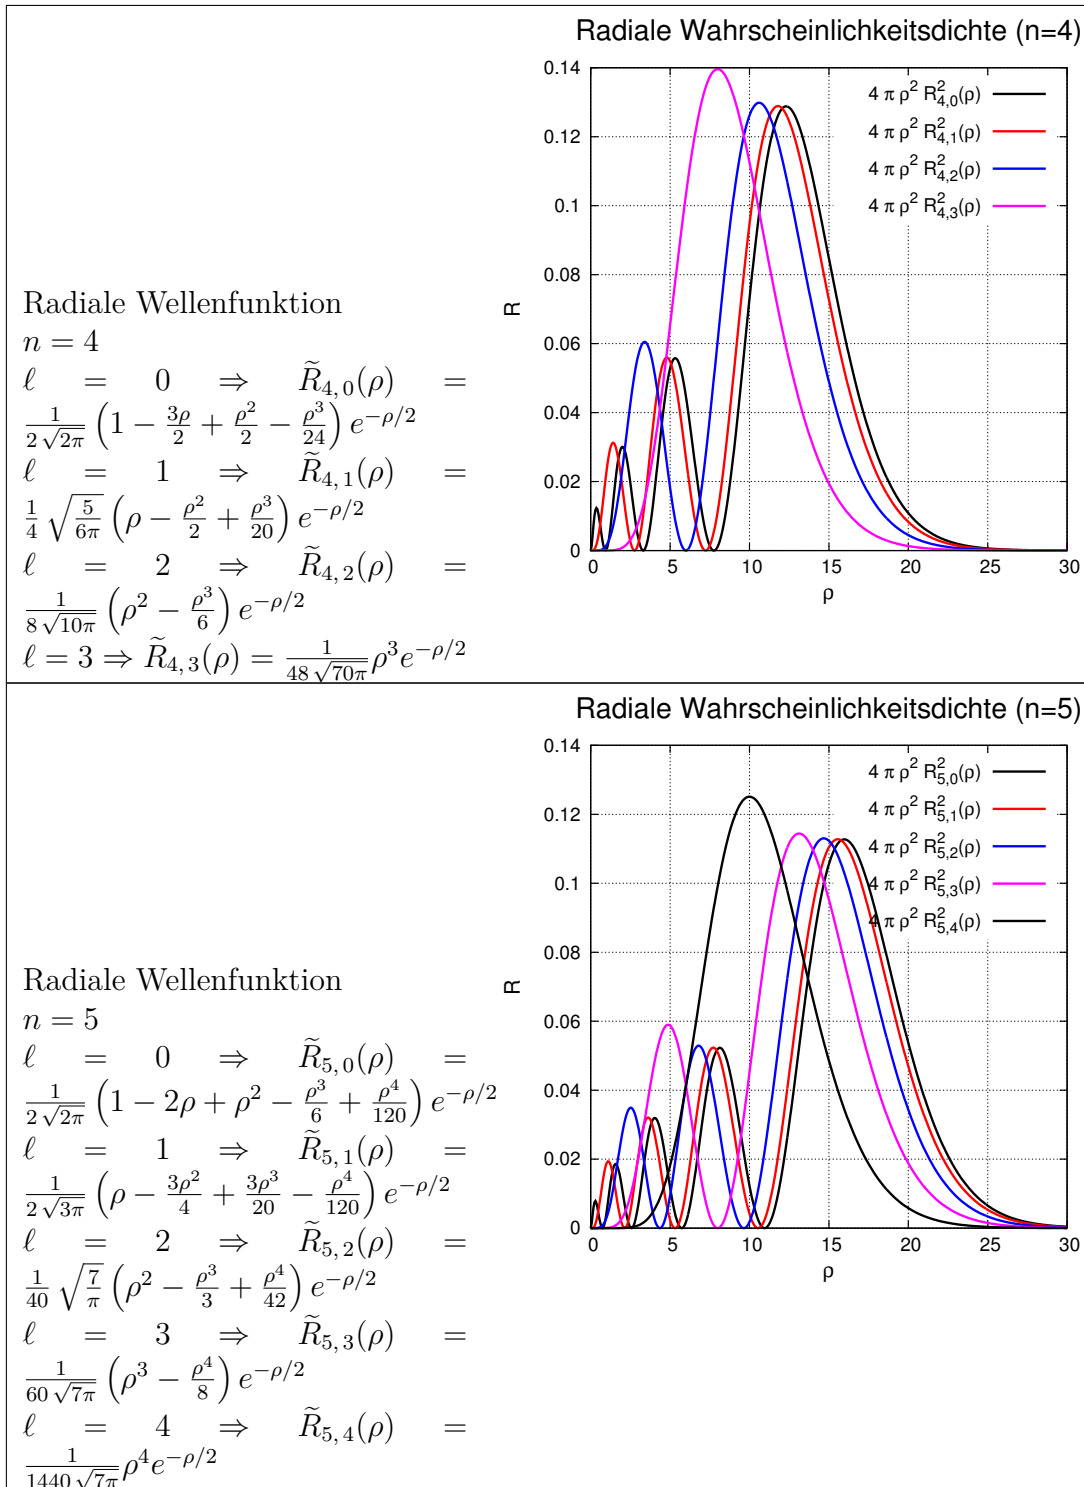 Radiale Wellenfunktion
n = 4
ℓ = 0 ⇒ R̃₄,₀(ρ) =
1/(2√(2π)) (1 − 3ρ/2 + ρ²/2 − ρ³/24) e^(−ρ/2)
ℓ = 1 ⇒ R̃₄,₁(ρ) =
1/4 √(5/(6π)) (ρ − ρ²/2 + ρ³/20) e^(−ρ/2)
ℓ = 2 ⇒ R̃₄,₂(ρ) =
1/(8√(10π)) (ρ² − ρ³/6) e^(−ρ/2)
ℓ = 3 ⇒ R̃₄,₃(ρ) = 1/(48√(70π)) ρ³e^(−ρ/2)
Radiale Wahrscheinlichkeitsdichte (n=4)
4 π ρ² R²₄,₀(ρ)
4 π ρ² R²₄,₁(ρ)
4 π ρ² R²₄,₂(ρ)
4 π ρ² R²₄,₃(ρ)
0.14
0.12
0.1
0.08
0.06
0.04
0.02
0
R
0 5 10 15 20 25 30
ρ
Radiale Wellenfunktion
n = 5
ℓ = 0 ⇒ R̃₅,₀(ρ) =
1/(2√(2π)) (1 − 2ρ + ρ² − ρ³/6 + ρ⁴/120) e^(−ρ/2)
ℓ = 1 ⇒ R̃₅,₁(ρ) =
1/(2√(3π)) (ρ − 3ρ²/4 + 3ρ³/20 − ρ⁴/120) e^(−ρ/2)
ℓ = 2 ⇒ R̃₅,₂(ρ) =
1/40 √(7/π) (ρ² − ρ³/3 + ρ⁴/42) e^(−ρ/2)
ℓ = 3 ⇒ R̃₅,₃(ρ) =
1/(60√(7π)) (ρ³ − ρ⁴/8) e^(−ρ/2)
ℓ = 4 ⇒ R̃₅,₄(ρ) =
1/(1440√(7π)) ρ⁴e^(−ρ/2)
Radiale Wahrscheinlichkeitsdichte (n=5)
4 π ρ² R²₅,₀(ρ)
4 π ρ² R²₅,₁(ρ)
4 π ρ² R²₅,₂(ρ)
4 π ρ² R²₅,₃(ρ)
4 π ρ² R²₅,₄(ρ)
0.14
0.12
0.1
0.08
0.06
0.04
0.02
0
R
0 5 10 15 20 25 30
ρ